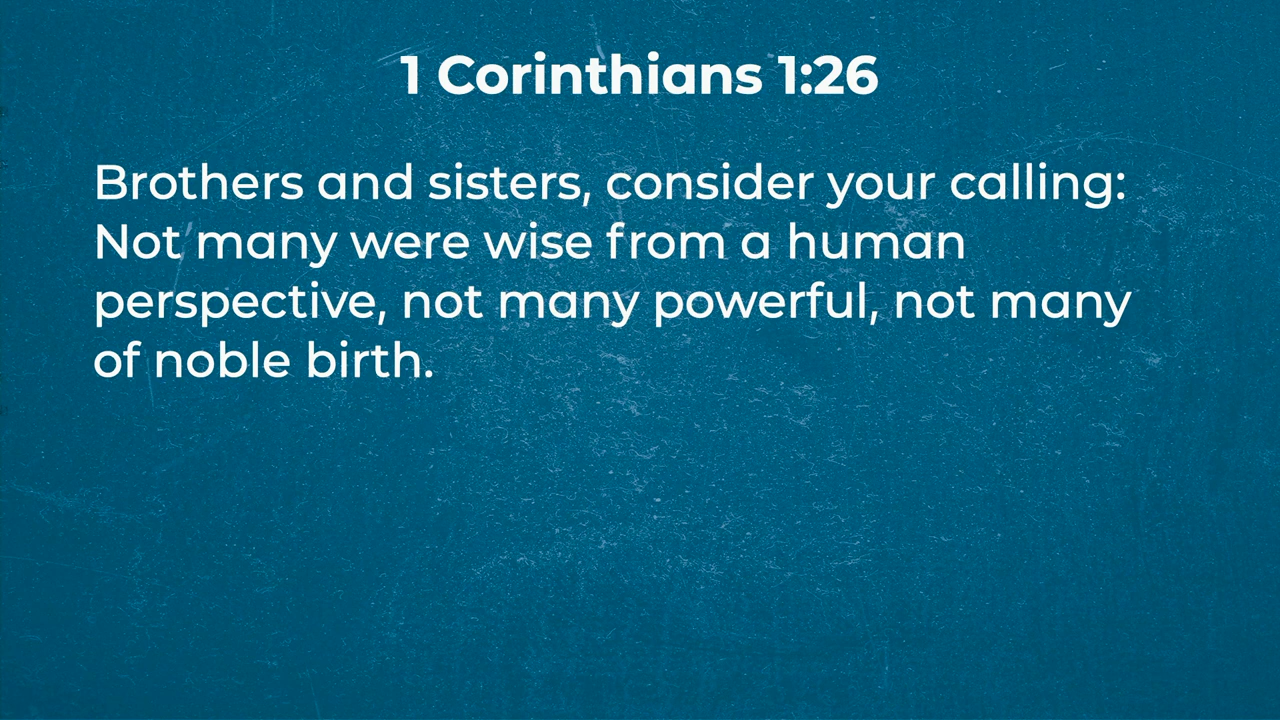 1 Corinthians 1:26
Brothers and sisters, consider your calling:
Not many were wise from a human
perspective, not many powerful, not many
of noble birth.